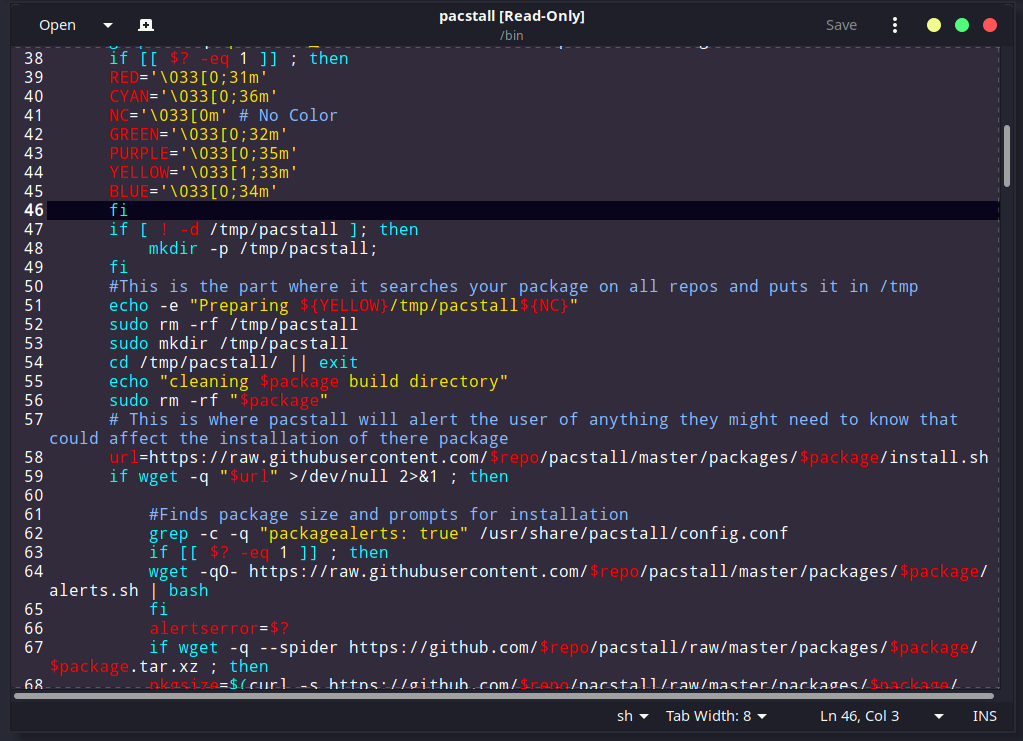 Open
pacstall [Read-Only]
/bin
Save
38 if [[ $? -eq 1 ]] ; then
39 RED='\033[0;31m'
40 CYAN='\033[0;36m'
41 NC='\033[0m' # No Color
42 GREEN='\033[0;32m'
43 PURPLE='\033[0;35m'
44 YELLOW='\033[1;33m'
45 BLUE='\033[0;34m'
46 fi
47 if [ ! -d /tmp/pacstall ]; then
48 mkdir -p /tmp/pacstall;
49 fi
50 #This is the part where it searches your package on all repos and puts it in /tmp
51 echo -e "Preparing ${YELLOW}/tmp/pacstall${NC}"
52 sudo rm -rf /tmp/pacstall
53 sudo mkdir /tmp/pacstall
54 cd /tmp/pacstall/ || exit
55 echo "cleaning $package build directory"
56 sudo rm -rf "$package"
57 # This is where pacstall will alert the user of anything they might need to know that
could affect the installation of there package
58 url=https://raw.githubusercontent.com/$repo/pacstall/master/packages/$package/install.sh
59 if wget -q "$url" >/dev/null 2>&1 ; then
60
61 #Finds package size and prompts for installation
62 grep -c -q "packagealerts: true" /usr/share/pacstall/config.conf
63 if [[ $? -eq 1 ]] ; then
64 wget -qO- https://raw.githubusercontent.com/$repo/pacstall/master/packages/$package/
alerts.sh | bash
65 fi
66 alertserror=$?
67 if wget -q --spider https://github.com/$repo/pacstall/raw/master/packages/$package/
$package.tar.xz ; then
68 pkgsize=$(curl -s https://github.com/$repo/pacstall/raw/master/packages/$package/
sh
Tab Width: 8
Ln 46, Col 3
INS